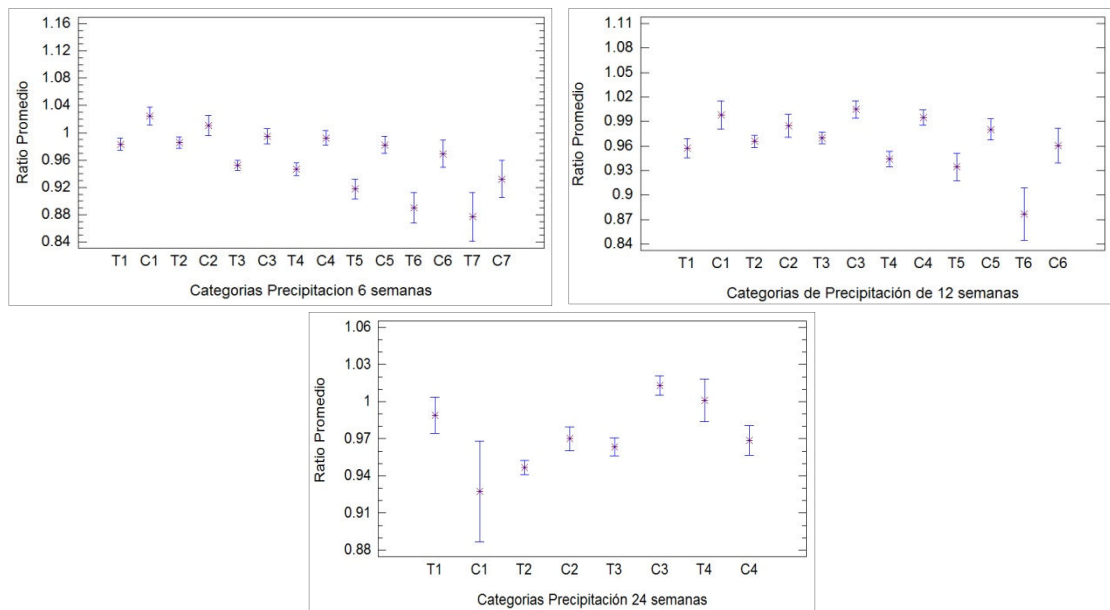 Ratio Promedio
1.16
1.12
1.08
1.04
1
0.96
0.92
0.88
0.84
T1 C1 T2 C2 T3 C3 T4 C4 T5 C5 T6 C6 T7 C7
Categorias Precipitacion 6 semanas
Ratio Promedio
1.11
1.08
1.05
1.02
0.99
0.96
0.93
0.9
0.87
0.84
T1 C1 T2 C2 T3 C3 T4 C4 T5 C5 T6 C6
Categorias de Precipitación de 12 semanas
Ratio Promedio
1.06
1.03
1
0.97
0.94
0.91
0.88
T1 C1 T2 C2 T3 C3 T4 C4
Categorias Precipitación 24 semanas